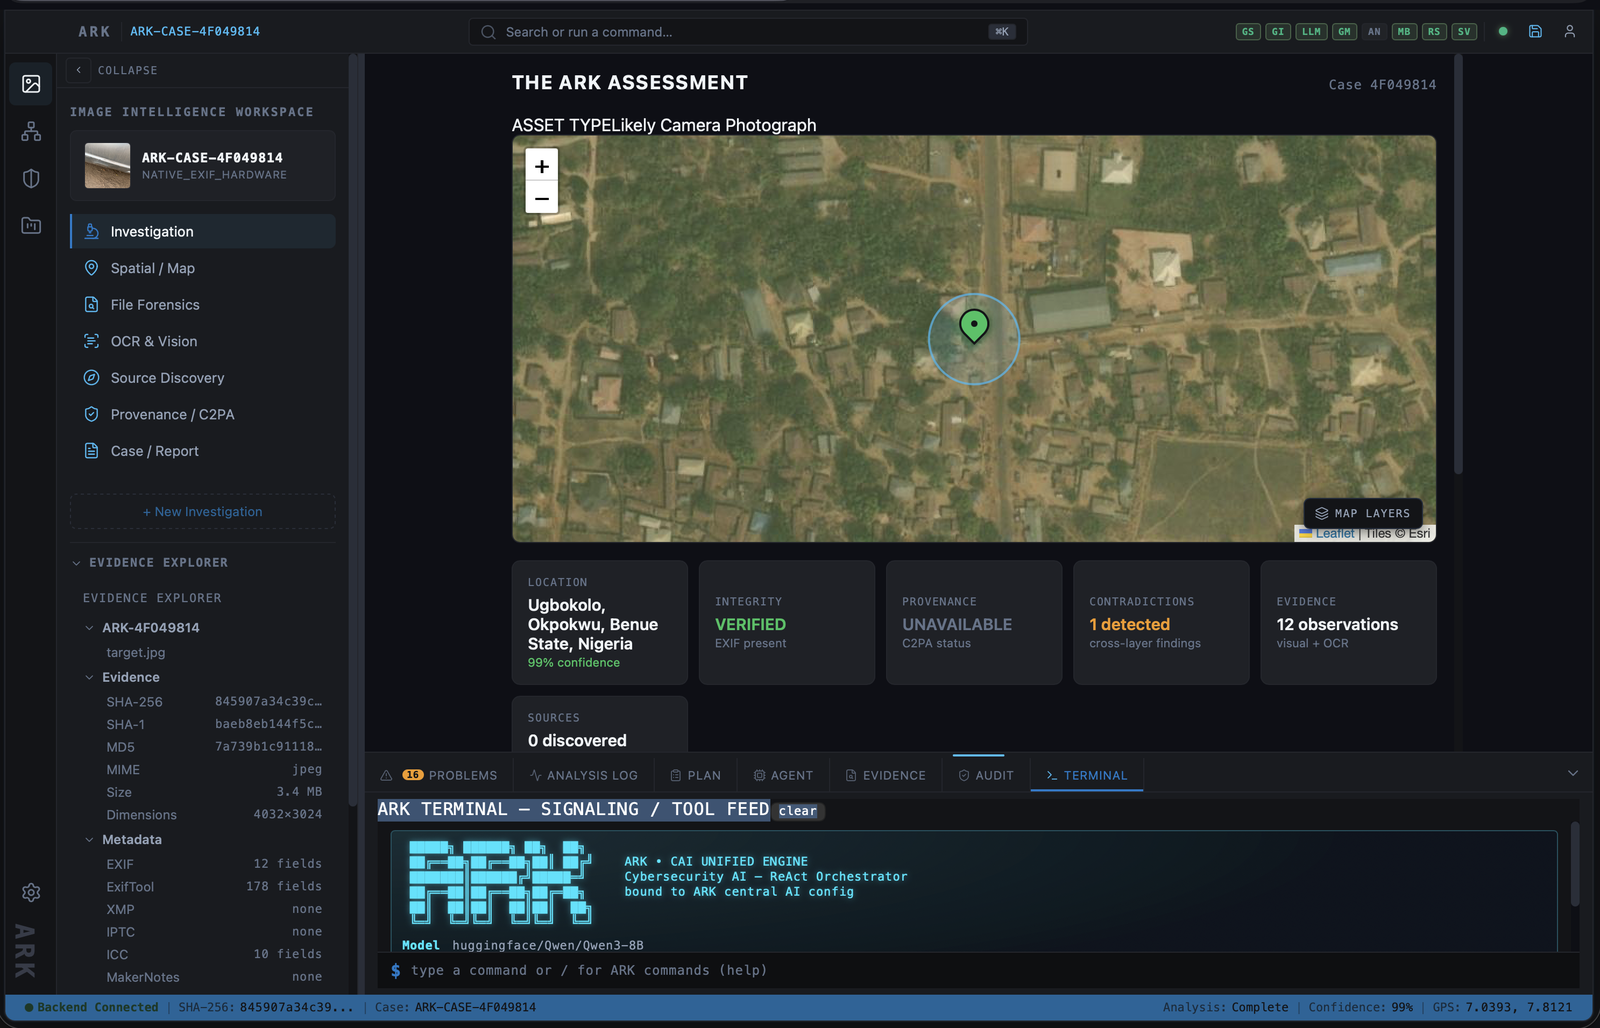 ARK
ARK-CASE-4F049814
Search or run a command...
⌘K
GS
GI
LLM
GM
AN
MB
RS
SV
COLLAPSE
IMAGE INTELLIGENCE WORKSPACE
ARK-CASE-4F049814
NATIVE_EXIF_HARDWARE
Investigation
Spatial / Map
File Forensics
OCR & Vision
Source Discovery
Provenance / C2PA
Case / Report
+ New Investigation
EVIDENCE EXPLORER
EVIDENCE EXPLORER
ARK-4F049814
target.jpg
Evidence
SHA-256 845907a34c39c…
SHA-1 baeb8eb144f5c…
MD5 7a739b1c91118…
MIME jpeg
Size 3.4 MB
Dimensions 4032×3024
Metadata
EXIF 12 fields
ExifTool 178 fields
XMP none
IPTC none
ICC 10 fields
MakerNotes none
ARK
THE ARK ASSESSMENT
Case 4F049814
ASSET TYPELikely Camera Photograph
+
−
MAP LAYERS
Leaflet | Tiles © Esri
LOCATION
Ugbokolo,
Okpokwu, Benue
State, Nigeria
99% confidence
INTEGRITY
VERIFIED
EXIF present
PROVENANCE
UNAVAILABLE
C2PA status
CONTRADICTIONS
1 detected
cross-layer findings
EVIDENCE
12 observations
visual + OCR
SOURCES
0 discovered
16 PROBLEMS
ANALYSIS LOG
PLAN
AGENT
EVIDENCE
AUDIT
TERMINAL
ARK TERMINAL — SIGNALING / TOOL FEED clear
ARK
ARK • CAI UNIFIED ENGINE
Cybersecurity AI — ReAct Orchestrator
bound to ARK central AI config
Model huggingface/Qwen/Qwen3-8B
$ type a command or / for ARK commands (help)
Backend Connected | SHA-256: 845907a34c39... | Case: ARK-CASE-4F049814
Analysis: Complete | Confidence: 99% | GPS: 7.0393, 7.8121